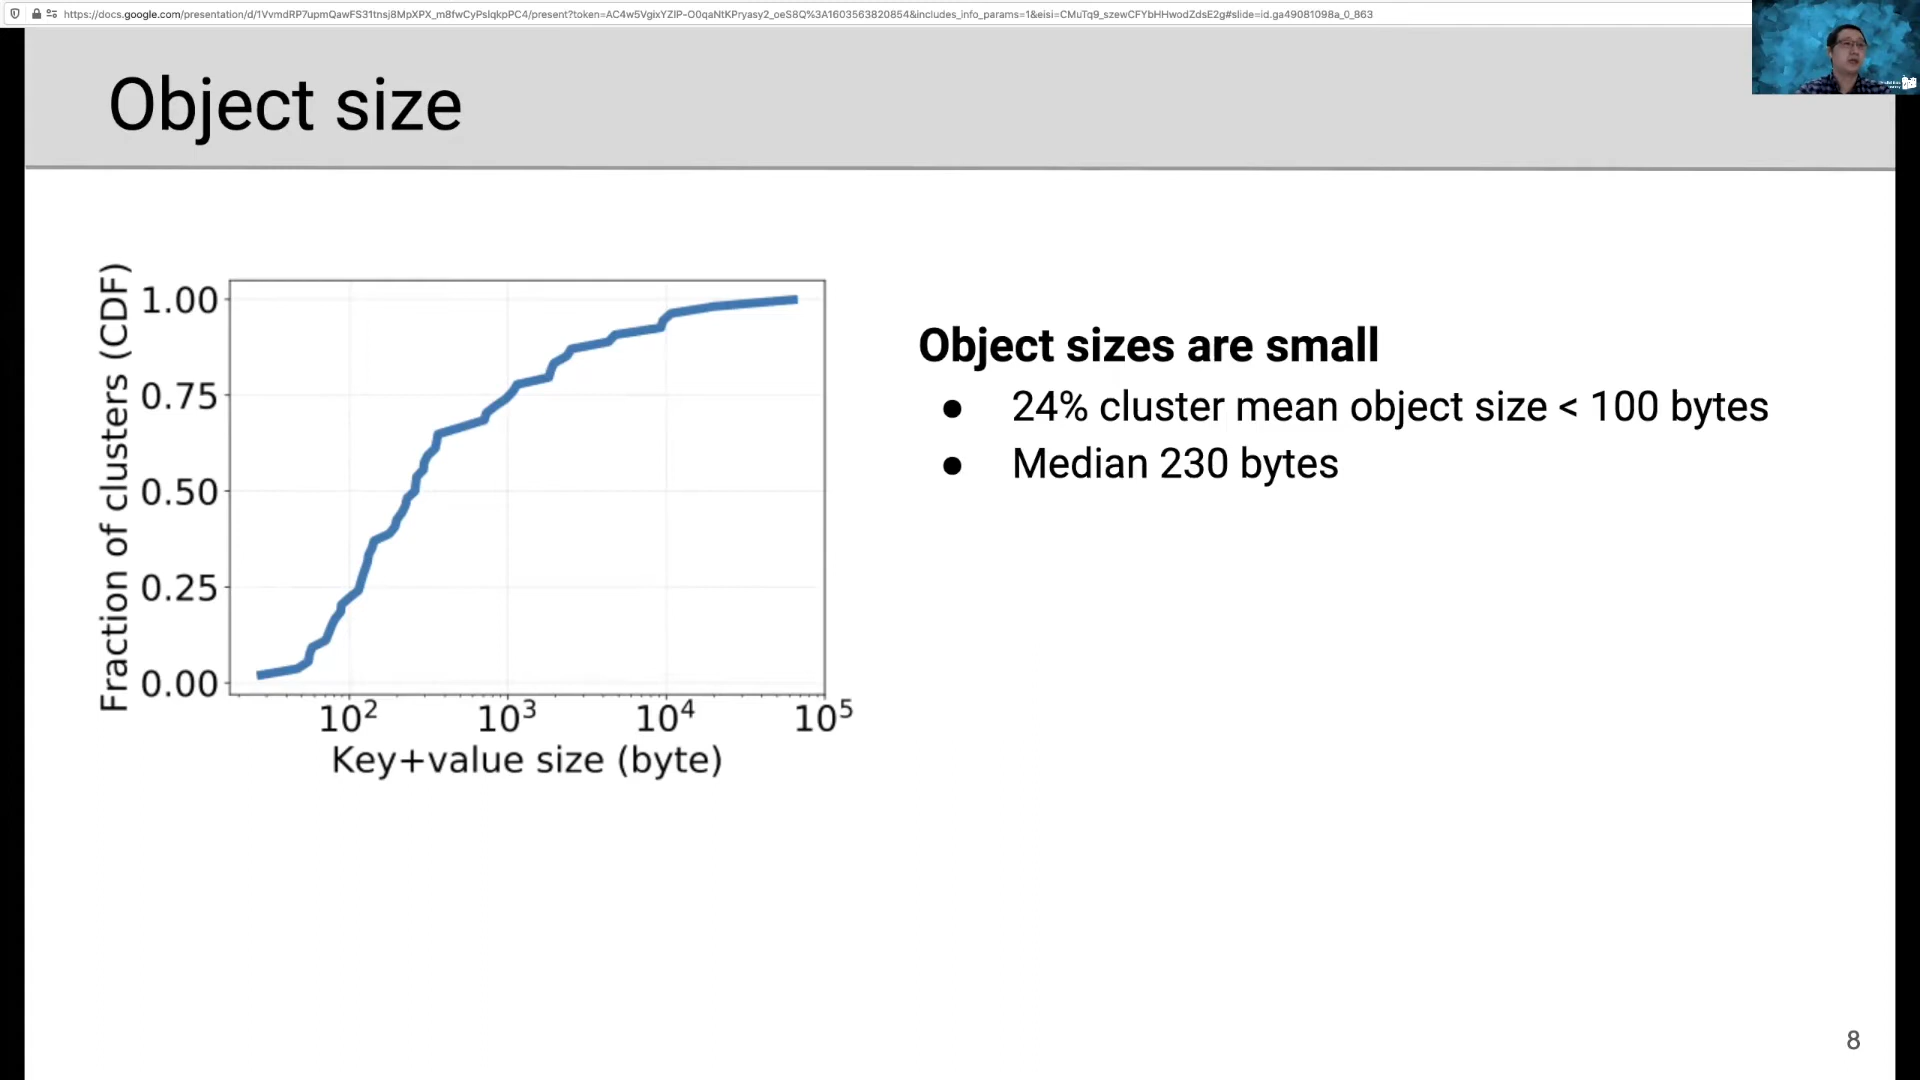 https://docs.google.com/presentation/d/1VvmdRP7upmQawFS31tnsj8MpXPX_m8fwCyPslqkpPC4/present?token=AC4w5VgixYZIP-O0qaNtKPryasy2_oeS8Q%3A1603563820854&includes_info_params=1&eisi=CMuTq9_szewCFYbHHwodZdsE2g#slide=id.ga49081098a_0_863
Object size
Fraction of clusters (CDF)
1.00
0.75
0.50
0.25
0.00
10² 10³ 10⁴ 10⁵
Key+value size (byte)
Object sizes are small
● 24% cluster mean object size < 100 bytes
● Median 230 bytes
8